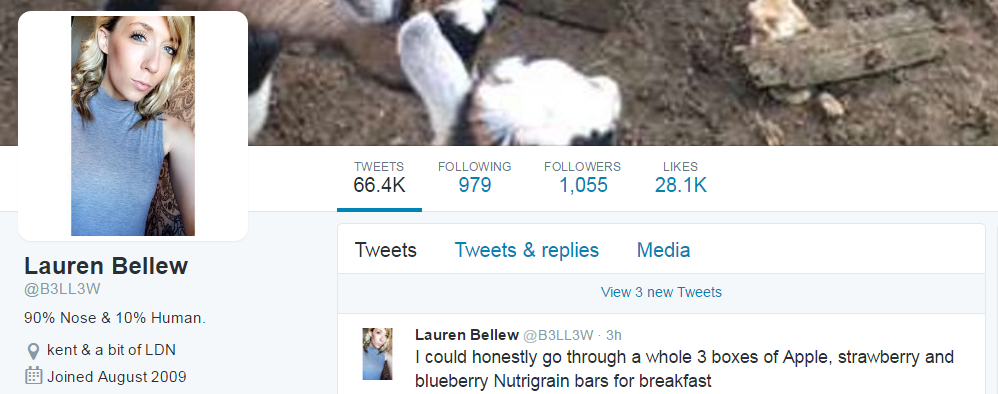 TWEETS
66.4K
FOLLOWING
979
FOLLOWERS
1,055
LIKES
28.1K
Lauren Bellew
@B3LL3W
90% Nose & 10% Human.
kent & a bit of LDN
Joined August 2009
Tweets
Tweets & replies
Media
View 3 new Tweets
Lauren Bellew @B3LL3W · 3h
I could honestly go through a whole 3 boxes of Apple, strawberry and
blueberry Nutrigrain bars for breakfast